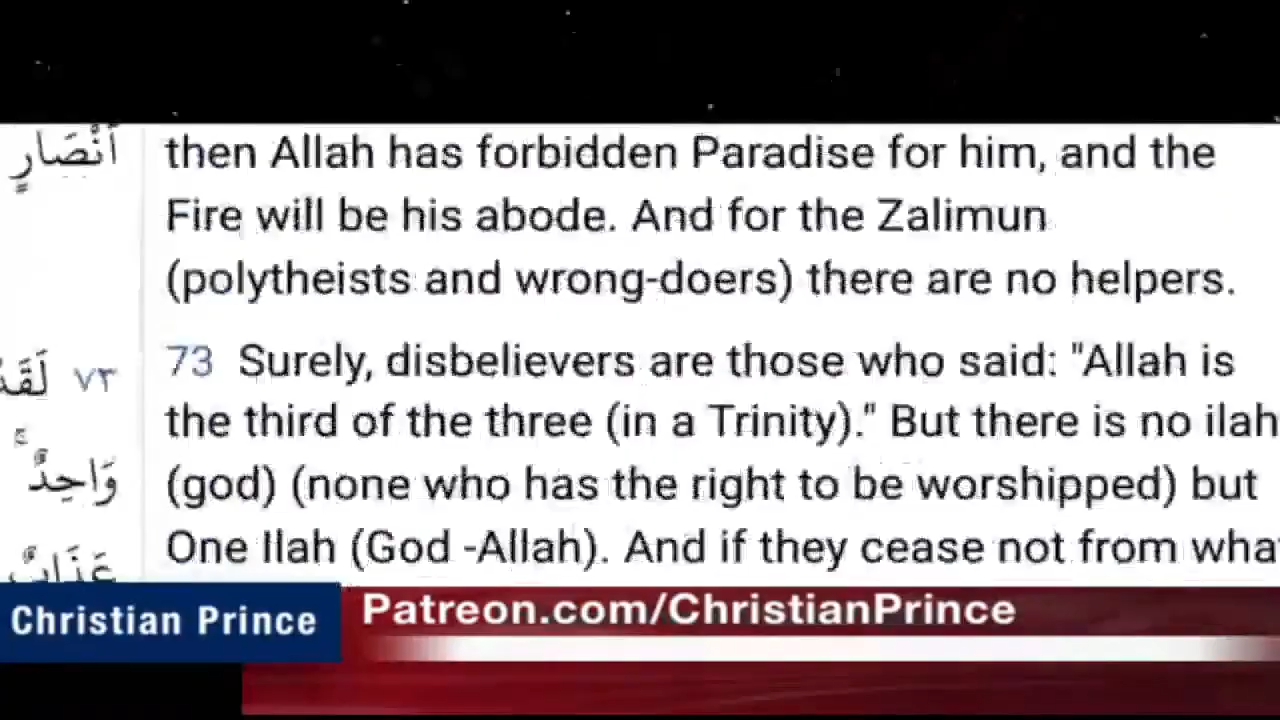 أَنْصَارٍ
then Allah has forbidden Paradise for him, and the
Fire will be his abode. And for the Zalimun
(polytheists and wrong-doers) there are no helpers.
٧٣
73 Surely, disbelievers are those who said: "Allah is
the third of the three (in a Trinity)." But there is no ilah
وَاحِدٌ ۚ
(god) (none who has the right to be worshipped) but
One Ilah (God -Allah). And if they cease not from
عَذَابٌ
Christian Prince
Patreon.com/ChristianPrince